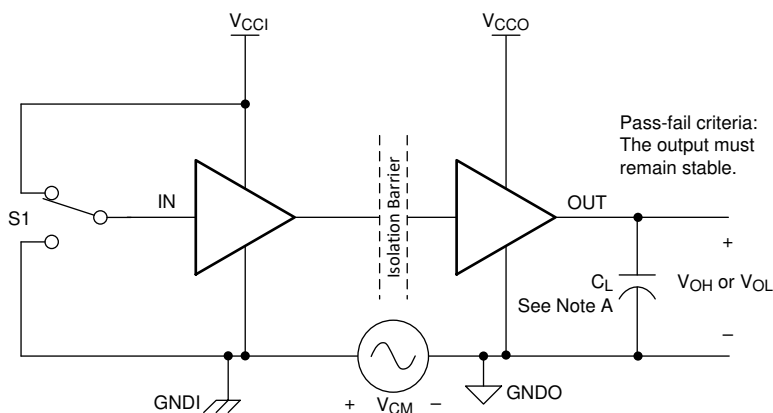 VCCI
VCCO
Pass-fail criteria:
The output must
remain stable.
IN
Isolation Barrier
OUT
S1
+
CL
VOH or VOL
See Note A
–
GNDI
+ VCM –
GNDO